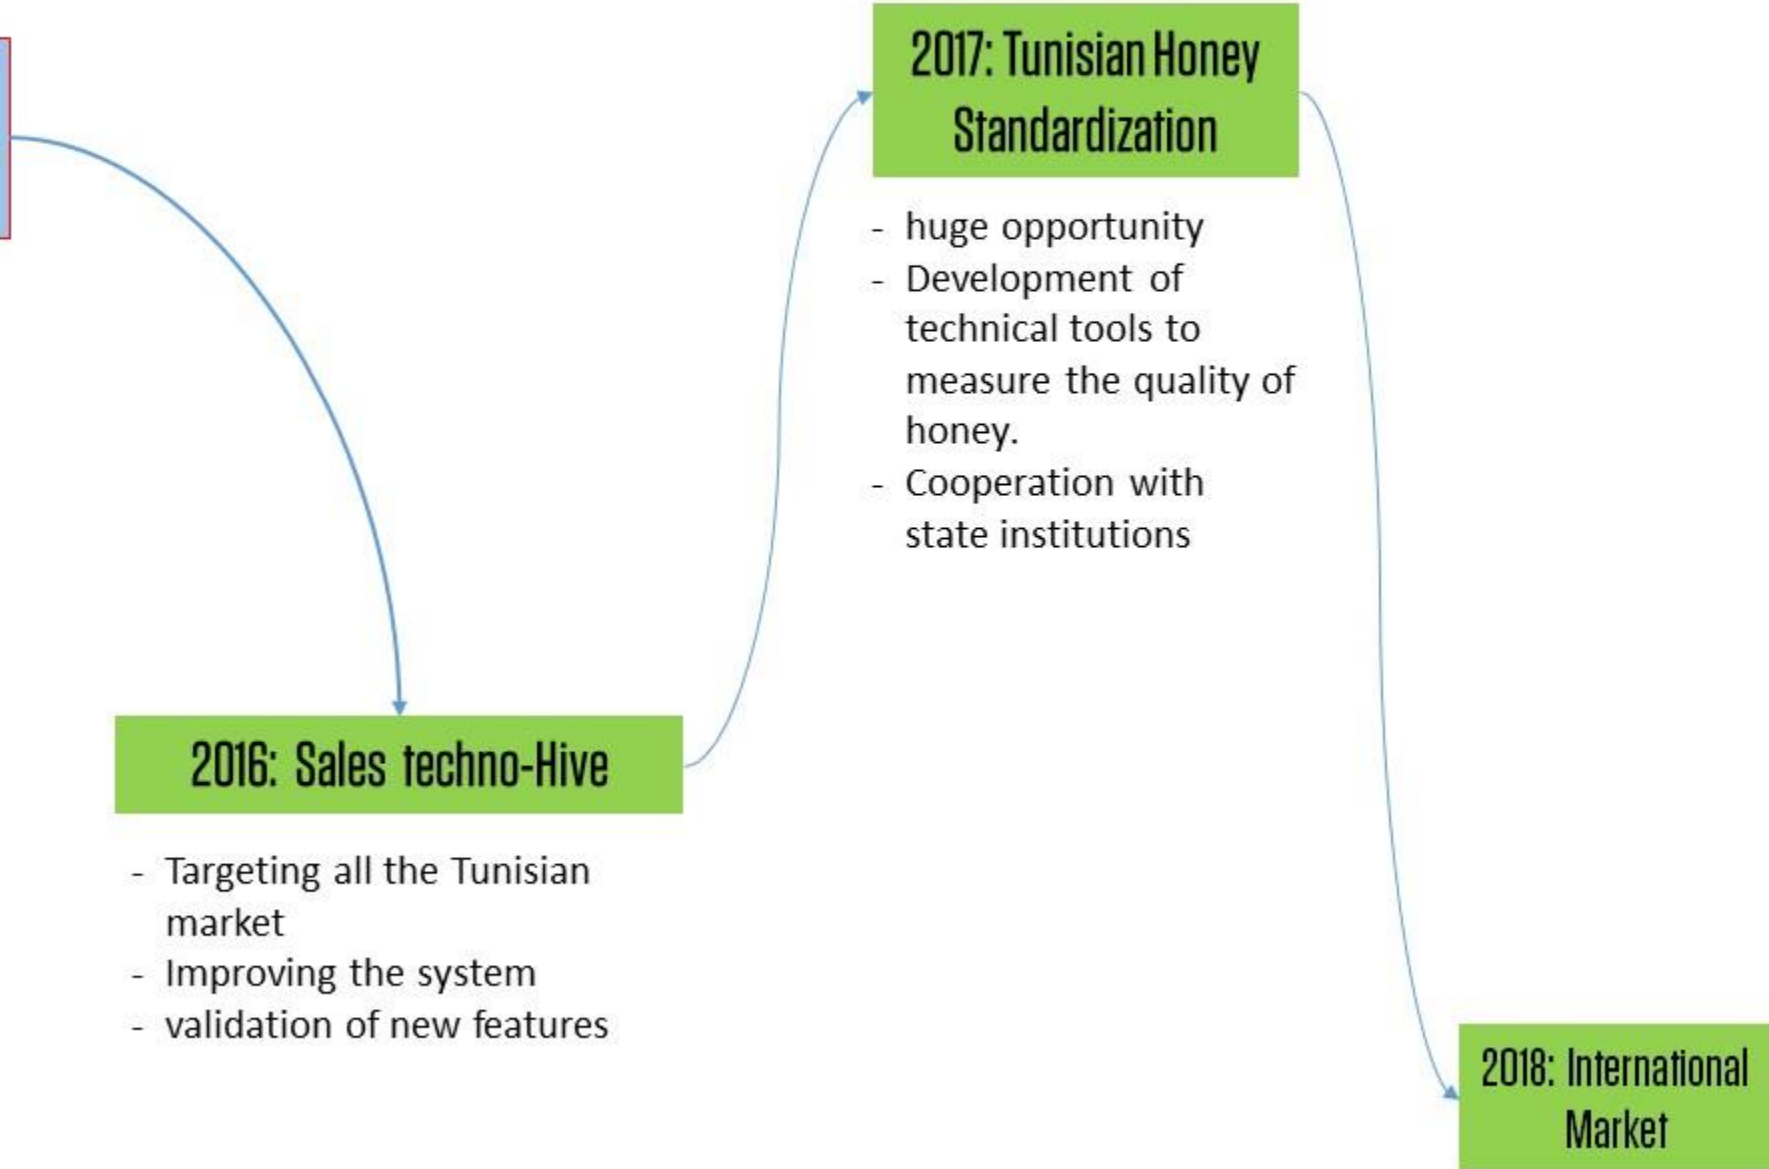 2017: Tunisian Honey
Standardization
- huge opportunity
- Development of
technical tools to
measure the quality of
honey.
- Cooperation with
state institutions
2016: Sales techno-Hive
- Targeting all the Tunisian
market
- Improving the system
- validation of new features
2018: International
Market